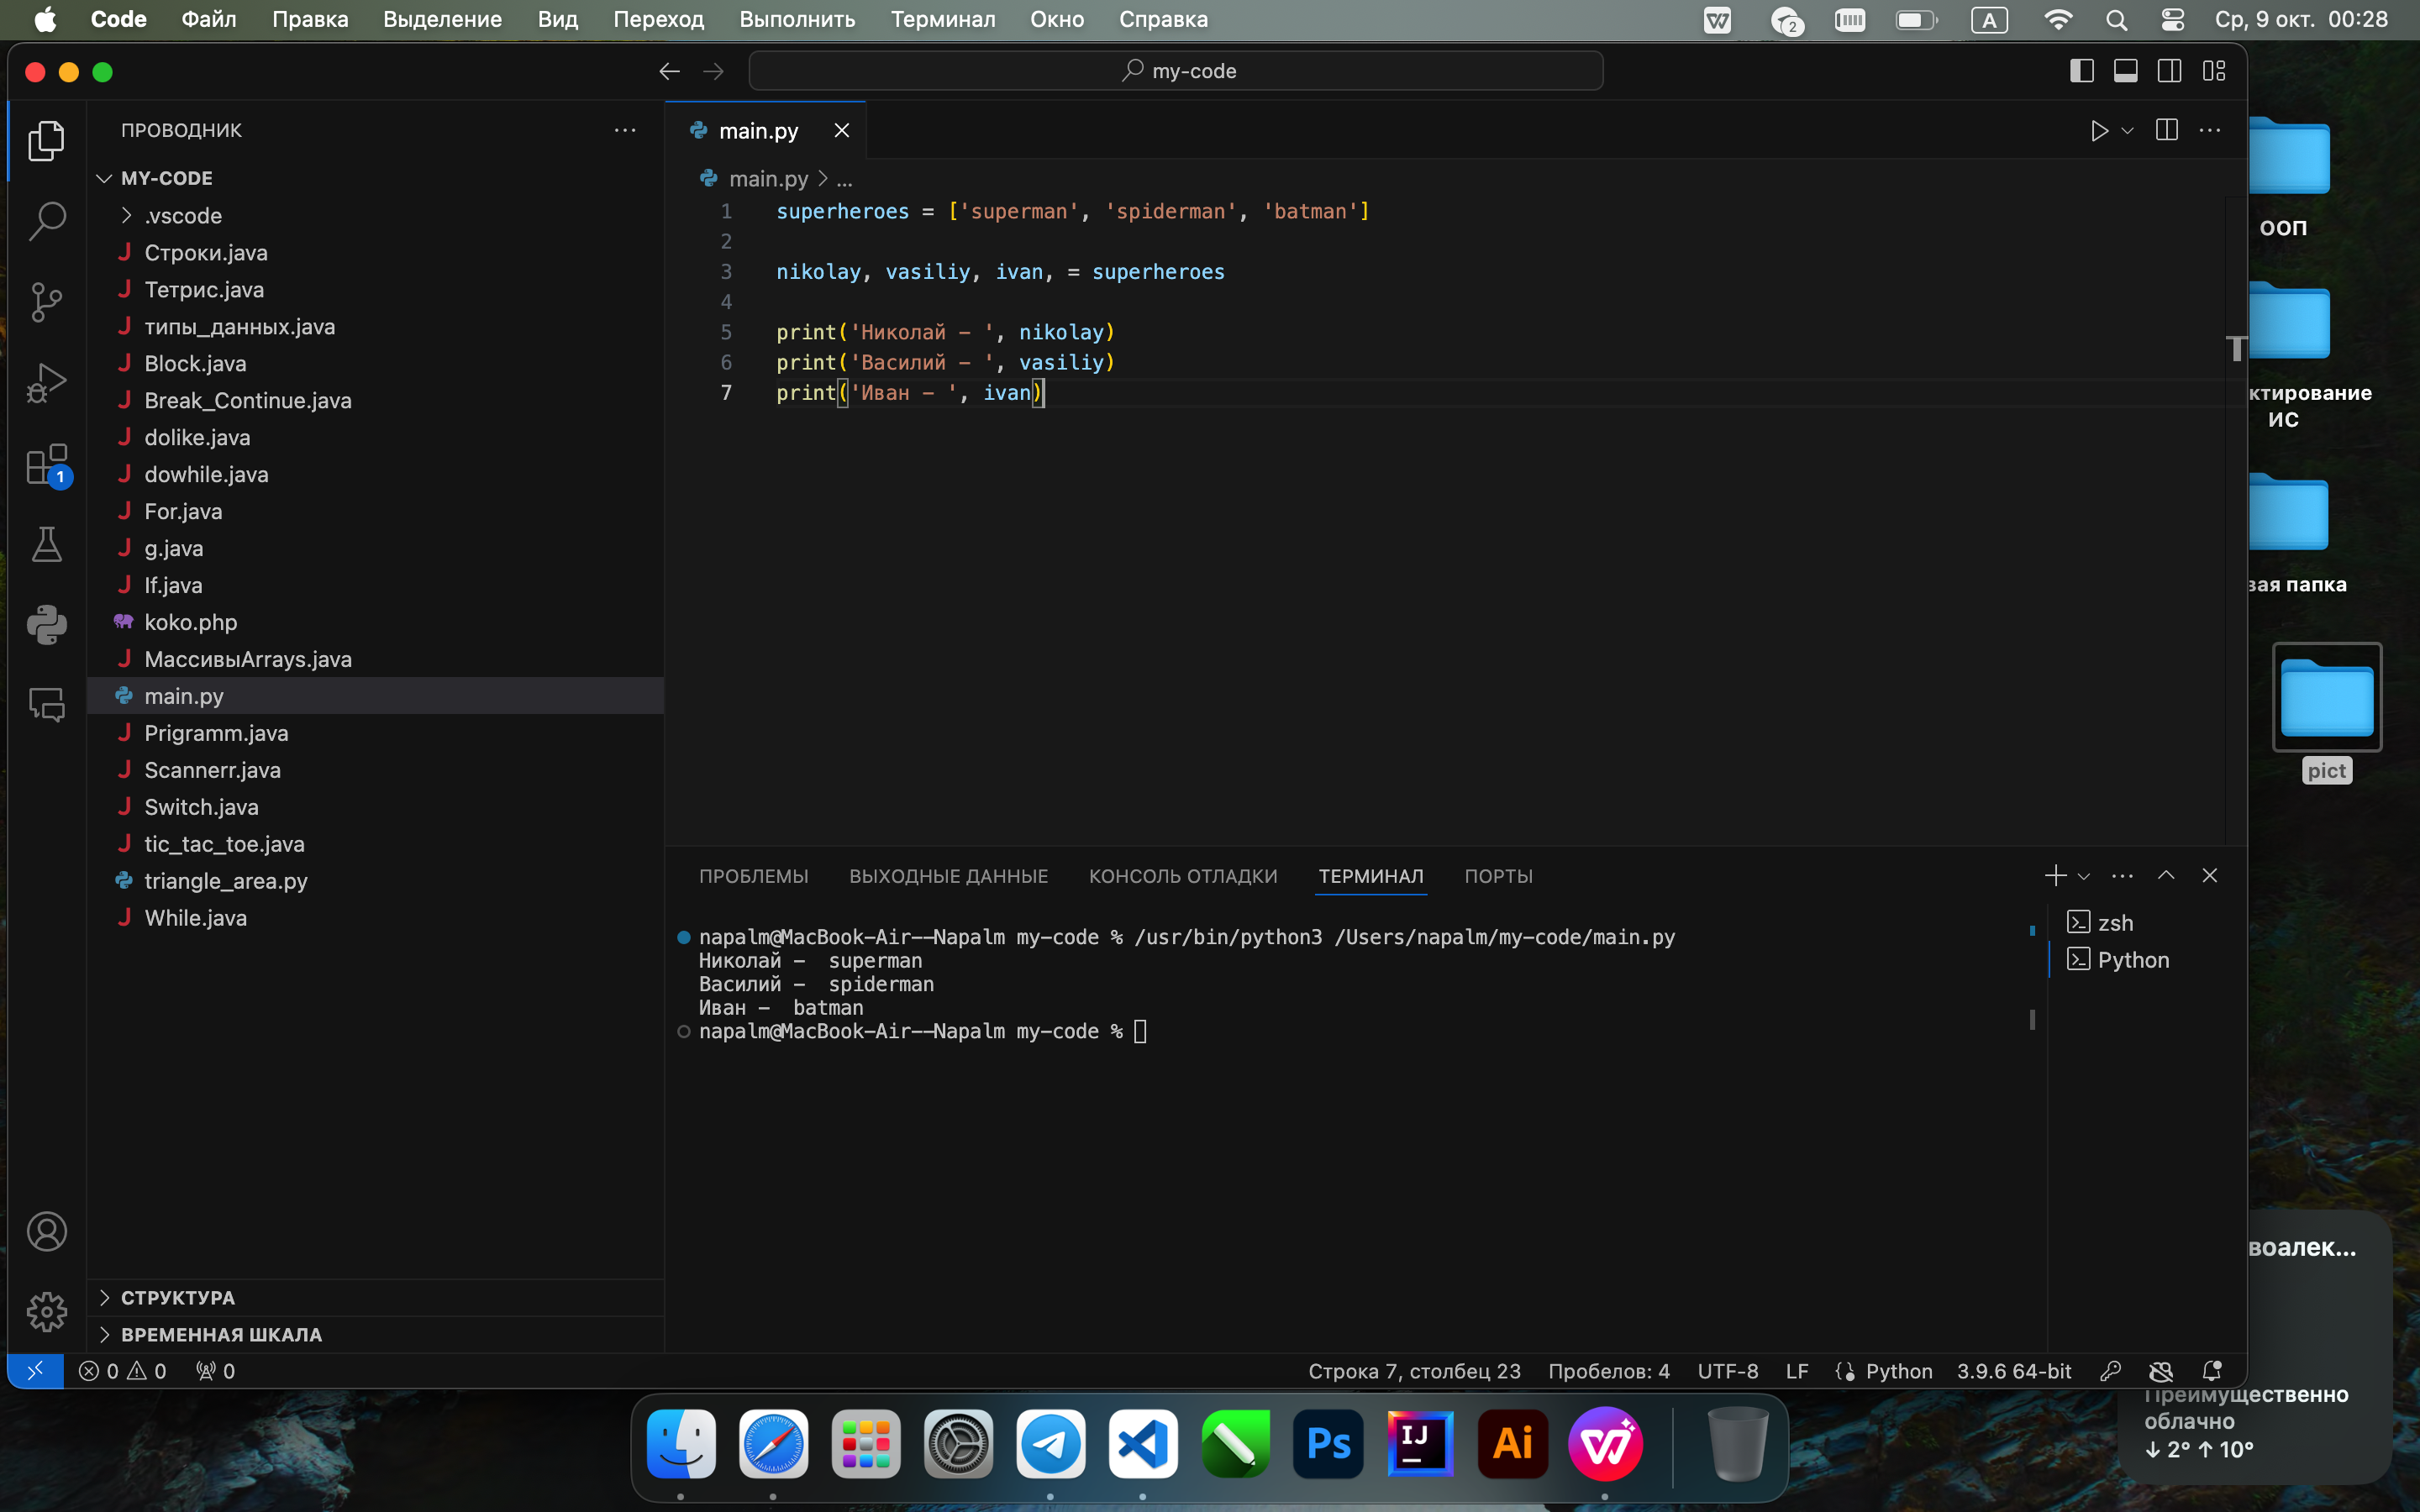 Code Файл Правка Выделение Вид Переход Выполнить Терминал Окно Справка 2 A Ср, 9 окт. 00:28
my-code
ПРОВОДНИК
MY-CODE
.vscode
J Строки.java
J Тетрис.java
J типы_данных.java
J Block.java
J Break_Continue.java
J dolike.java
J dowhile.java
J For.java
J g.java
J If.java
koko.php
J МассивыArrays.java
main.py
J Prigramm.java
J Scannerr.java
J Switch.java
J tic_tac_toe.java
triangle_area.py
J While.java
СТРУКТУРА
ВРЕМЕННАЯ ШКАЛА
1
main.py
main.py > ...
1 superheroes = ['superman', 'spiderman', 'batman']
2
3 nikolay, vasiliy, ivan, = superheroes
4
5 print('Николай - ', nikolay)
6 print('Василий - ', vasiliy)
7 print('Иван - ', ivan)
ПРОБЛЕМЫ ВЫХОДНЫЕ ДАННЫЕ КОНСОЛЬ ОТЛАДКИ ТЕРМИНАЛ ПОРТЫ
napalm@MacBook-Air--Napalm my-code % /usr/bin/python3 /Users/napalm/my-code/main.py
Николай -  superman
Василий -  spiderman
Иван -  batman
napalm@MacBook-Air--Napalm my-code %
zsh
Python
0 0 0 Строка 7, столбец 23 Пробелов: 4 UTF-8 LF Python 3.9.6 64-bit
ООП
ктирование
ИС
вая папка
pict
воалек...
Преимущественно
облачно
↓ 2° ↑ 10°
Ps IJ Ai